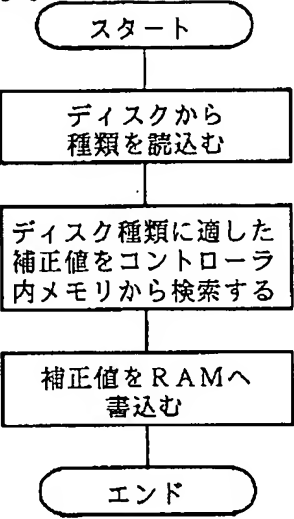 スタート
ディスクから
種類を読込む
ディスク種類に適した
補正値をコントローラ
内メモリから検索する
補正値をRAMへ
書込む
エンド